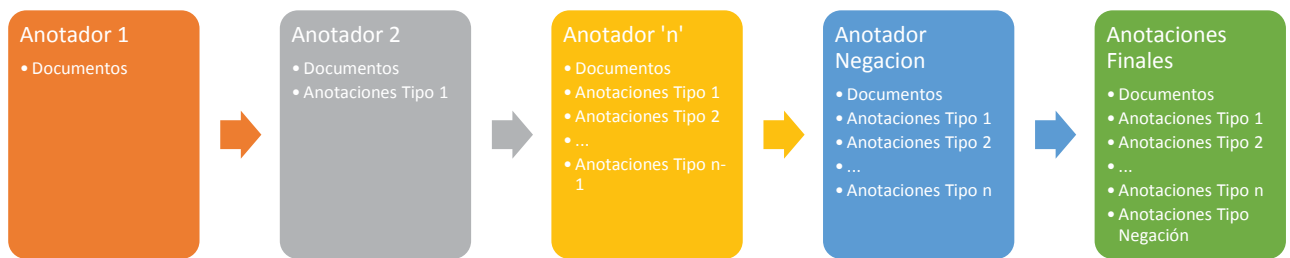 Anotador 1
• Documentos
Anotador 2
• Documentos
• Anotaciones Tipo 1
Anotador 'n'
• Documentos
• Anotaciones Tipo 1
• Anotaciones Tipo 2
• ...
• Anotaciones Tipo n-
1
Anotador
Negacion
• Documentos
• Anotaciones Tipo 1
• Anotaciones Tipo 2
• ...
• Anotaciones Tipo n
Anotaciones
Finales
• Documentos
• Anotaciones Tipo 1
• Anotaciones Tipo 2
• ...
• Anotaciones Tipo n
• Anotaciones Tipo
Negación